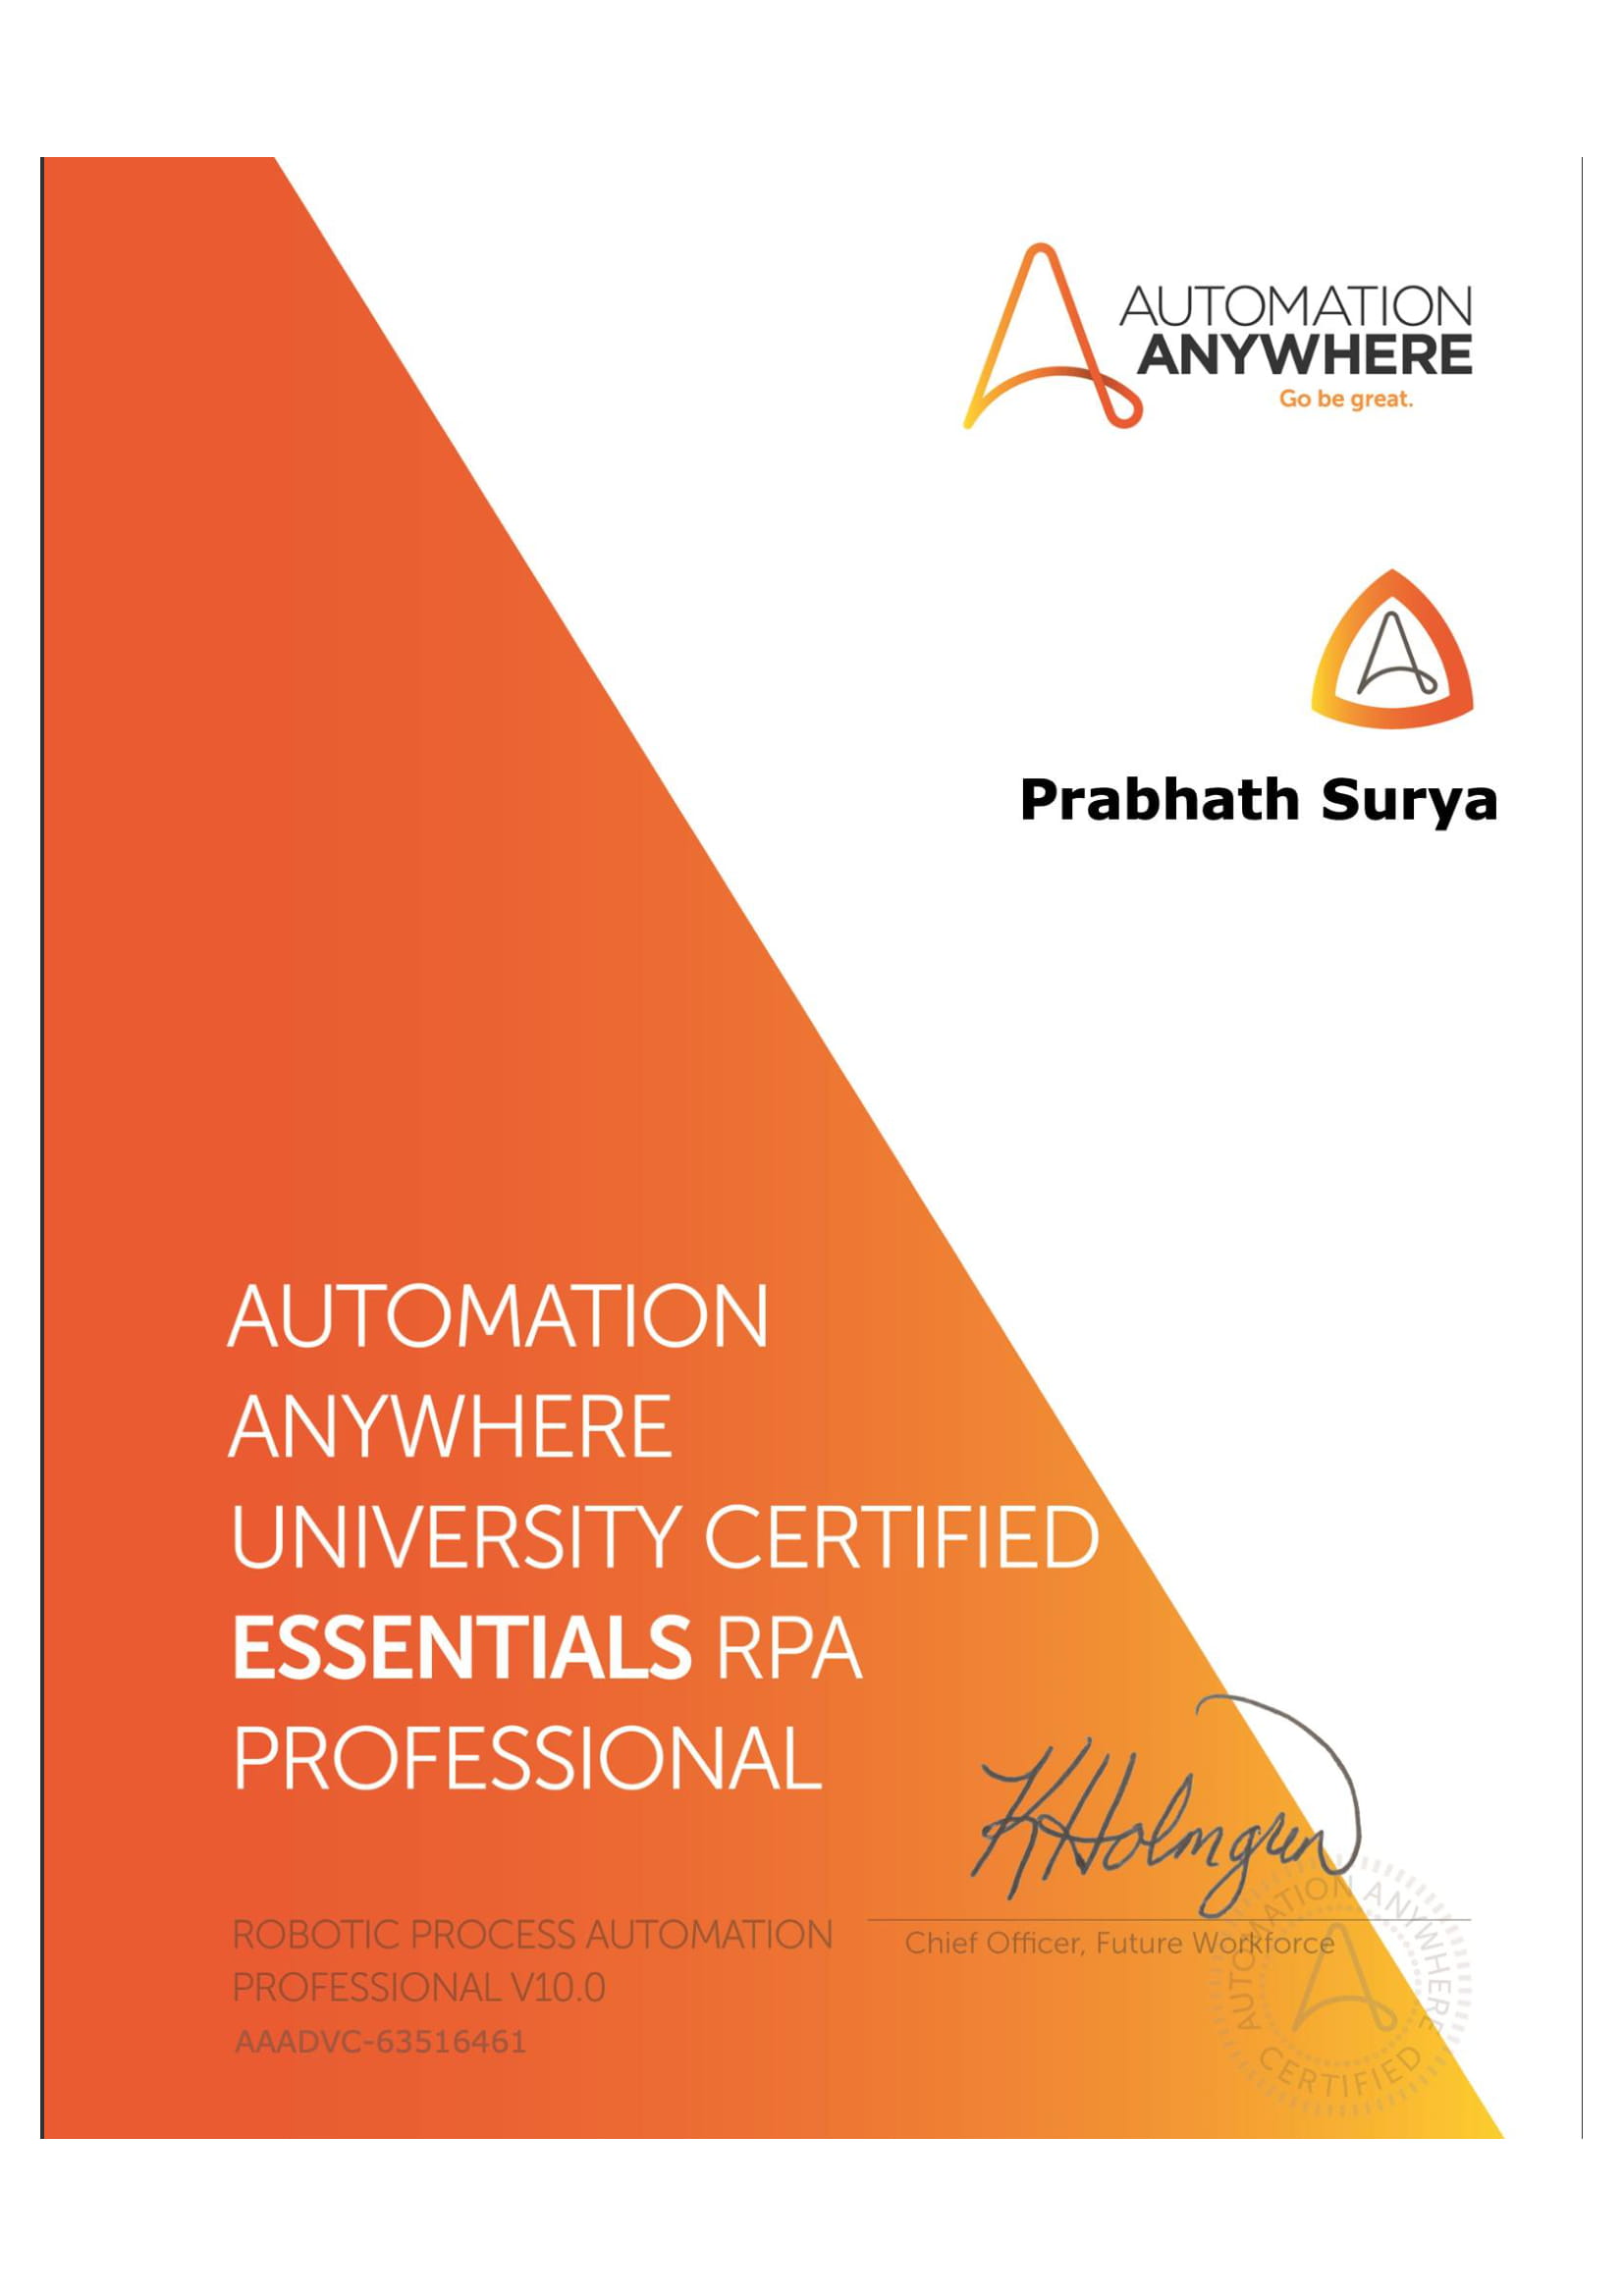 AUTOMATION
ANYWHERE
Go be great.
Prabhath Surya
AUTOMATION
ANYWHERE
UNIVERSITY CERTIFIED
ESSENTIALS RPA
PROFESSIONAL
KHolmgren
ROBOTIC PROCESS AUTOMATION
PROFESSIONAL V10.0
AAADVC-63516461
Chief Officer, Future Workforce
AUTOMATION ANYWHERE
CERTIFIED